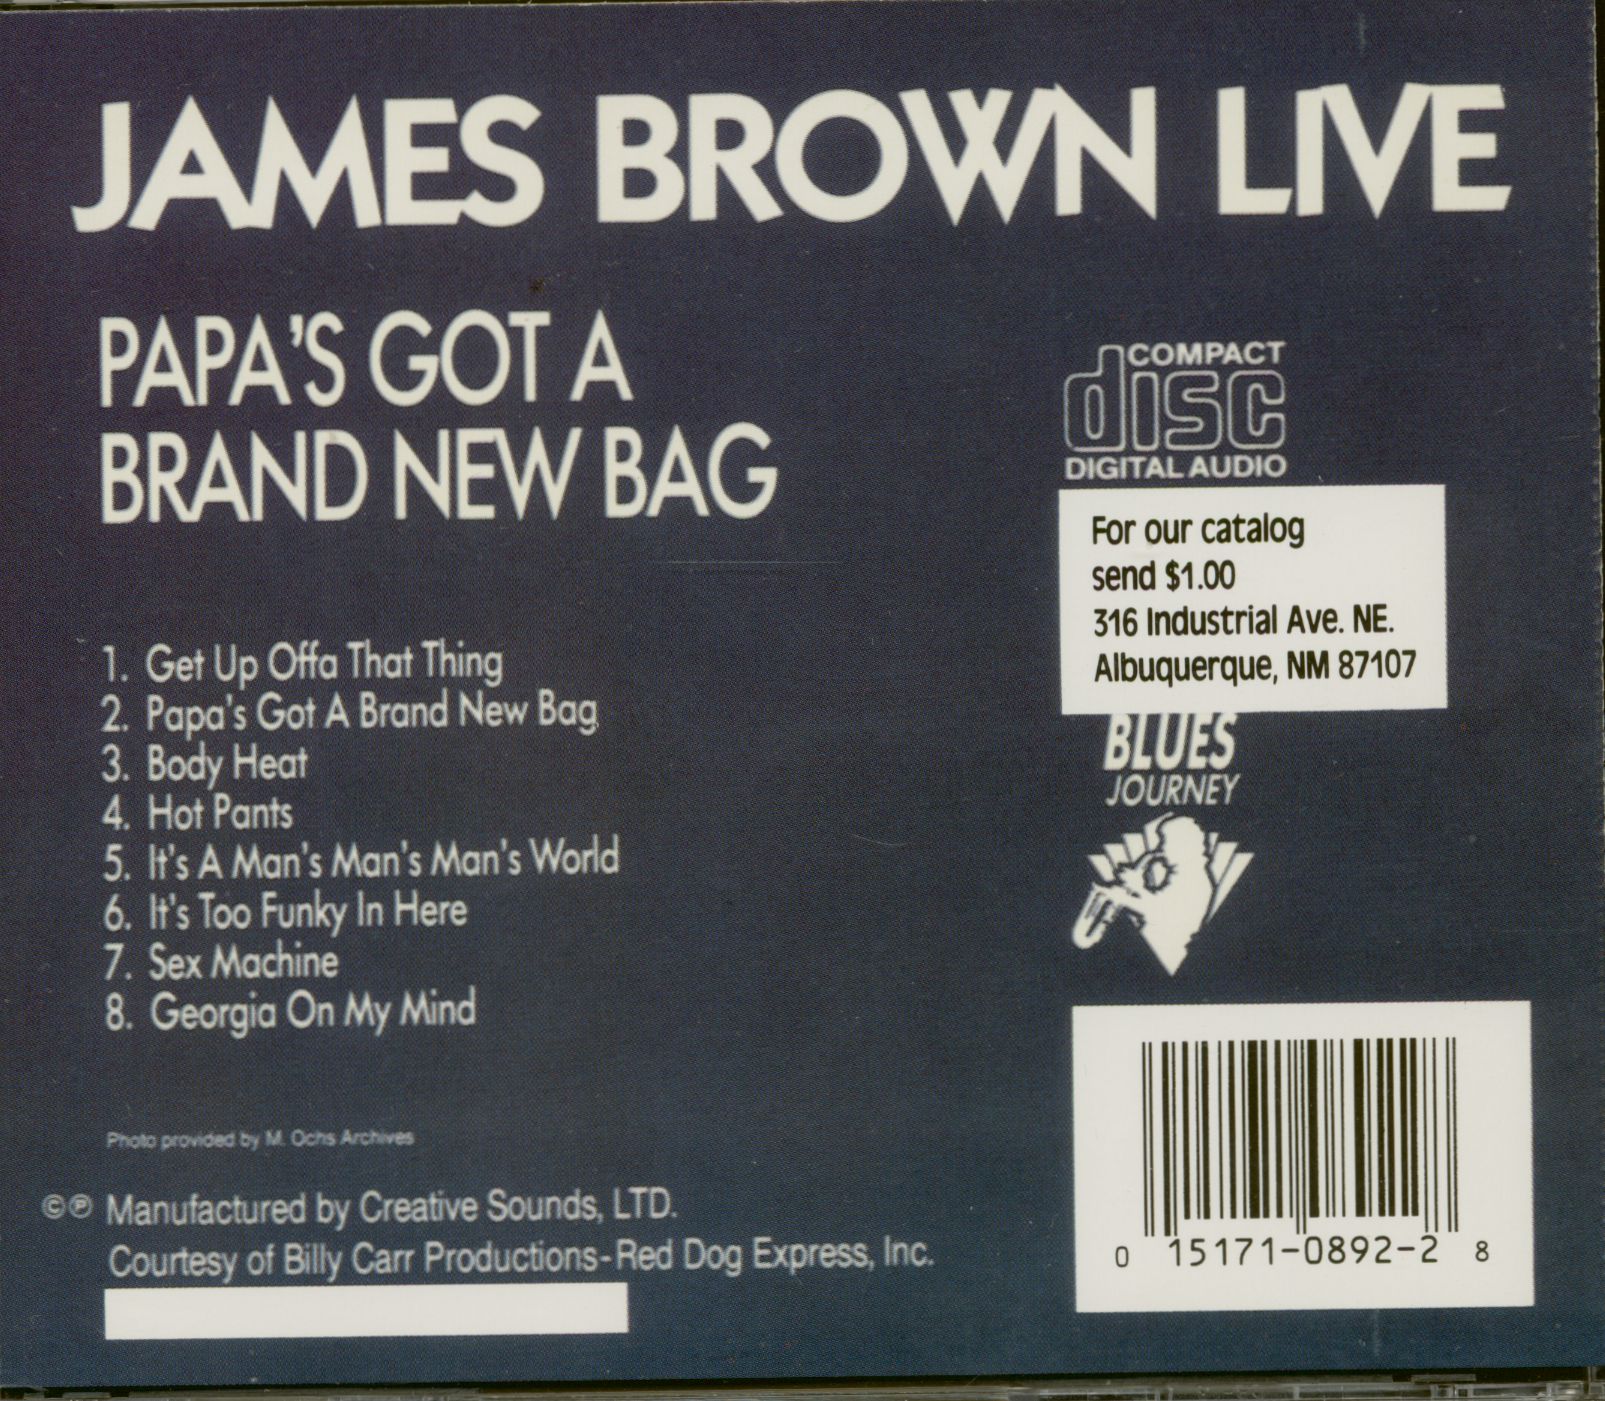 JAMES BROWN LIVE
PAPA'S GOT A
BRAND NEW BAG
COMPACT
disc
DIGITAL AUDIO
For our catalog
send $1.00
316 Industrial Ave. NE.
Albuquerque, NM 87107
BLUES
JOURNEY
1. Get Up Offa That Thing
2. Papa's Got A Brand New Bag
3. Body Heat
4. Hot Pants
5. It's A Man's Man's Man's World
6. It's Too Funky In Here
7. Sex Machine
8. Georgia On My Mind
Photo provided by M. Ochs Archives
©℗ Manufactured by Creative Sounds, LTD.
Courtesy of Billy Carr Productions-Red Dog Express, Inc.
0 15171-0892-2 8